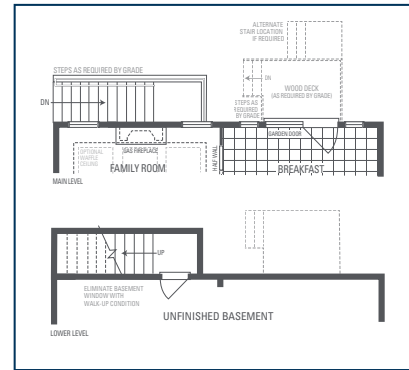 ALTERNATE
STAIR LOCATION
IF REQUIRED
STEPS AS REQUIRED BY GRADE
DN
DN
WOOD DECK
(AS REQUIRED BY GRADE)
STEPS AS
REQUIRED
BY GRADE
GARDEN DOOR
OPTIONAL
WAFFLE
CEILING
GAS FIREPLACE
HALF WALL
FAMILY ROOM
BREAKFAST
MAIN LEVEL
UP
ELIMINATE BASEMENT
WINDOW WITH
WALK-UP CONDITION
UNFINISHED BASEMENT
LOWER LEVEL